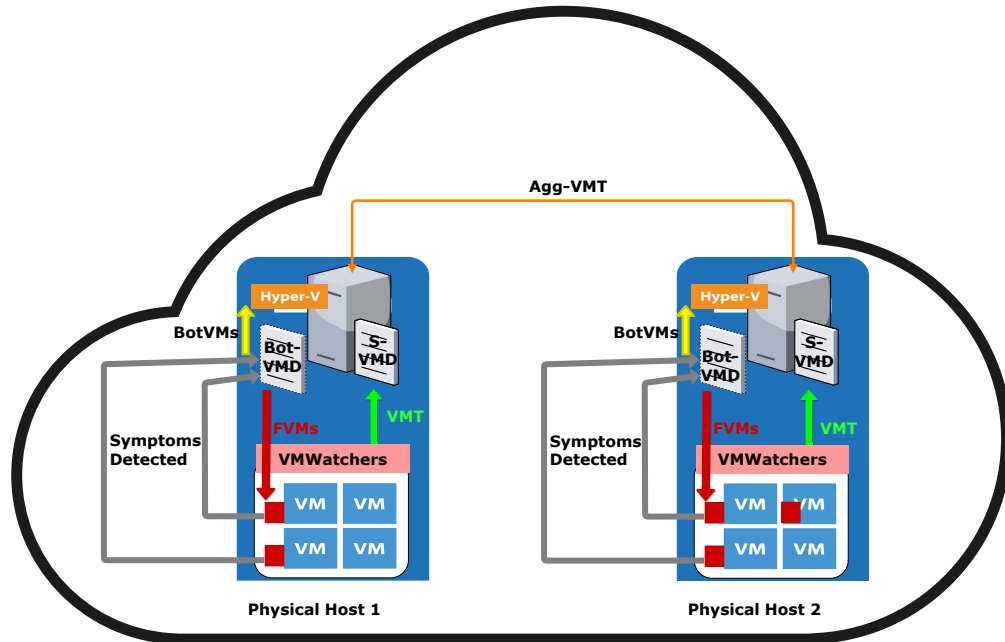 Agg-VMT
Hyper-V
BotVMs
Bot-
VMD
S-
VMD
FVMs
VMT
Symptoms
Detected
VMWatchers
VM VM
VM VM
Physical Host 1
Hyper-V
BotVMs
Bot-
VMD
S-
VMD
FVMs
VMT
Symptoms
Detected
VMWatchers
VM VM
VM VM
Physical Host 2